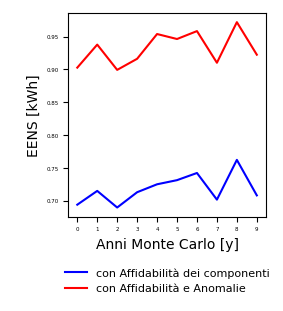 EENS [kWh]
0.95
0.90
0.85
0.80
0.75
0.70
0 1 2 3 4 5 6 7 8 9
Anni Monte Carlo [y]
con Affidabilità dei componenti
con Affidabilità e Anomalie